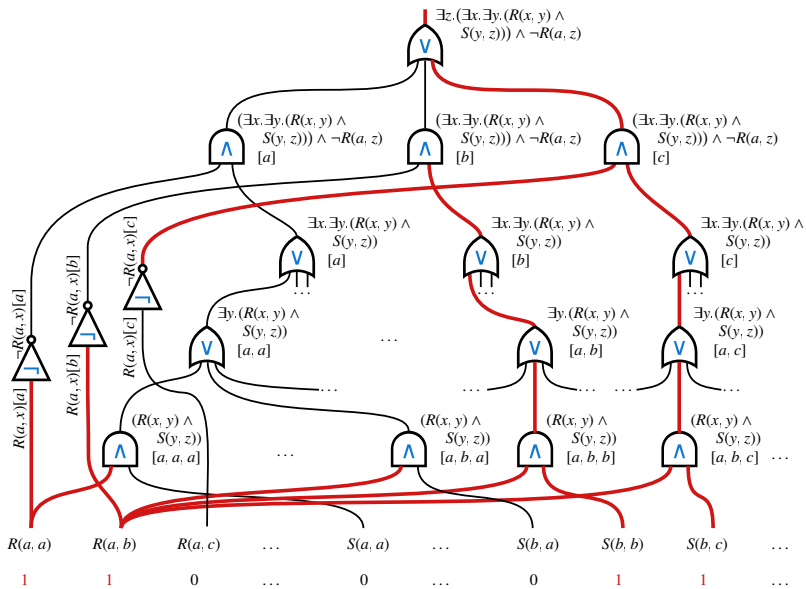 ∃z.(∃x.∃y.(R(x, y) ∧
S(y, z))) ∧ ¬R(a, z)
∨
(∃x.∃y.(R(x, y) ∧
S(y, z))) ∧ ¬R(a, z)
[a]
∧
(∃x.∃y.(R(x, y) ∧
S(y, z))) ∧ ¬R(a, z)
[b]
∧
(∃x.∃y.(R(x, y) ∧
S(y, z))) ∧ ¬R(a, z)
[c]
∧
∃x.∃y.(R(x, y) ∧
S(y, z))
[a]
∨
...
∃x.∃y.(R(x, y) ∧
S(y, z))
[b]
∨
...
∃x.∃y.(R(x, y) ∧
S(y, z))
[c]
∨
...
¬R(a, x)[a]
¬
R(a, x)[a]
¬R(a, x)[b]
¬
R(a, x)[b]
¬R(a, x)[c]
¬
R(a, x)[c]
∃y.(R(x, y) ∧
S(y, z))
[a, a]
∨
...
∃y.(R(x, y) ∧
S(y, z))
[a, b]
∨
∃y.(R(x, y) ∧
S(y, z))
[a, c]
∨
... ... ... ... ...
(R(x, y) ∧
S(y, z))
[a, a, a]
∧
...
(R(x, y) ∧
S(y, z))
[a, b, a]
∧
(R(x, y) ∧
S(y, z))
[a, b, b]
∧
(R(x, y) ∧
S(y, z))
[a, b, c]
∧
...
R(a, a) R(a, b) R(a, c) ... S(a, a) ... S(b, a) S(b, b) S(b, c) ...
1 1 0 ... 0 ... 0 1 1 ...